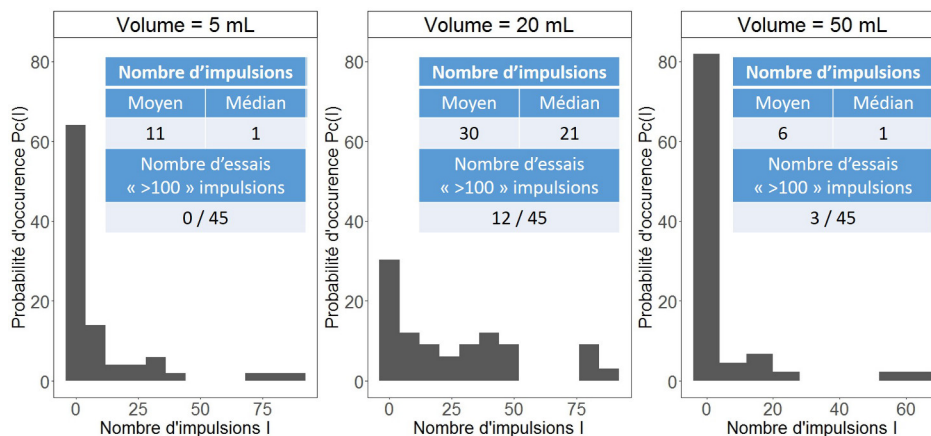 Volume = 5 mL
Probabilité d'occurence Pc(I)
80
60
40
20
0
Nombre d'impulsions
Moyen Médian
11 1
Nombre d'essais
« >100 » impulsions
0 / 45
0 25 50 75
Nombre d'impulsions I
Volume = 20 mL
Probabilité d'occurence Pc(I)
80
60
40
20
0
Nombre d'impulsions
Moyen Médian
30 21
Nombre d'essais
« >100 » impulsions
12 / 45
0 25 50 75
Nombre d'impulsions I
Volume = 50 mL
Probabilité d'occurence Pc(I)
80
60
40
20
0
Nombre d'impulsions
Moyen Médian
6 1
Nombre d'essais
« >100 » impulsions
3 / 45
0 20 40 60
Nombre d'impulsions I